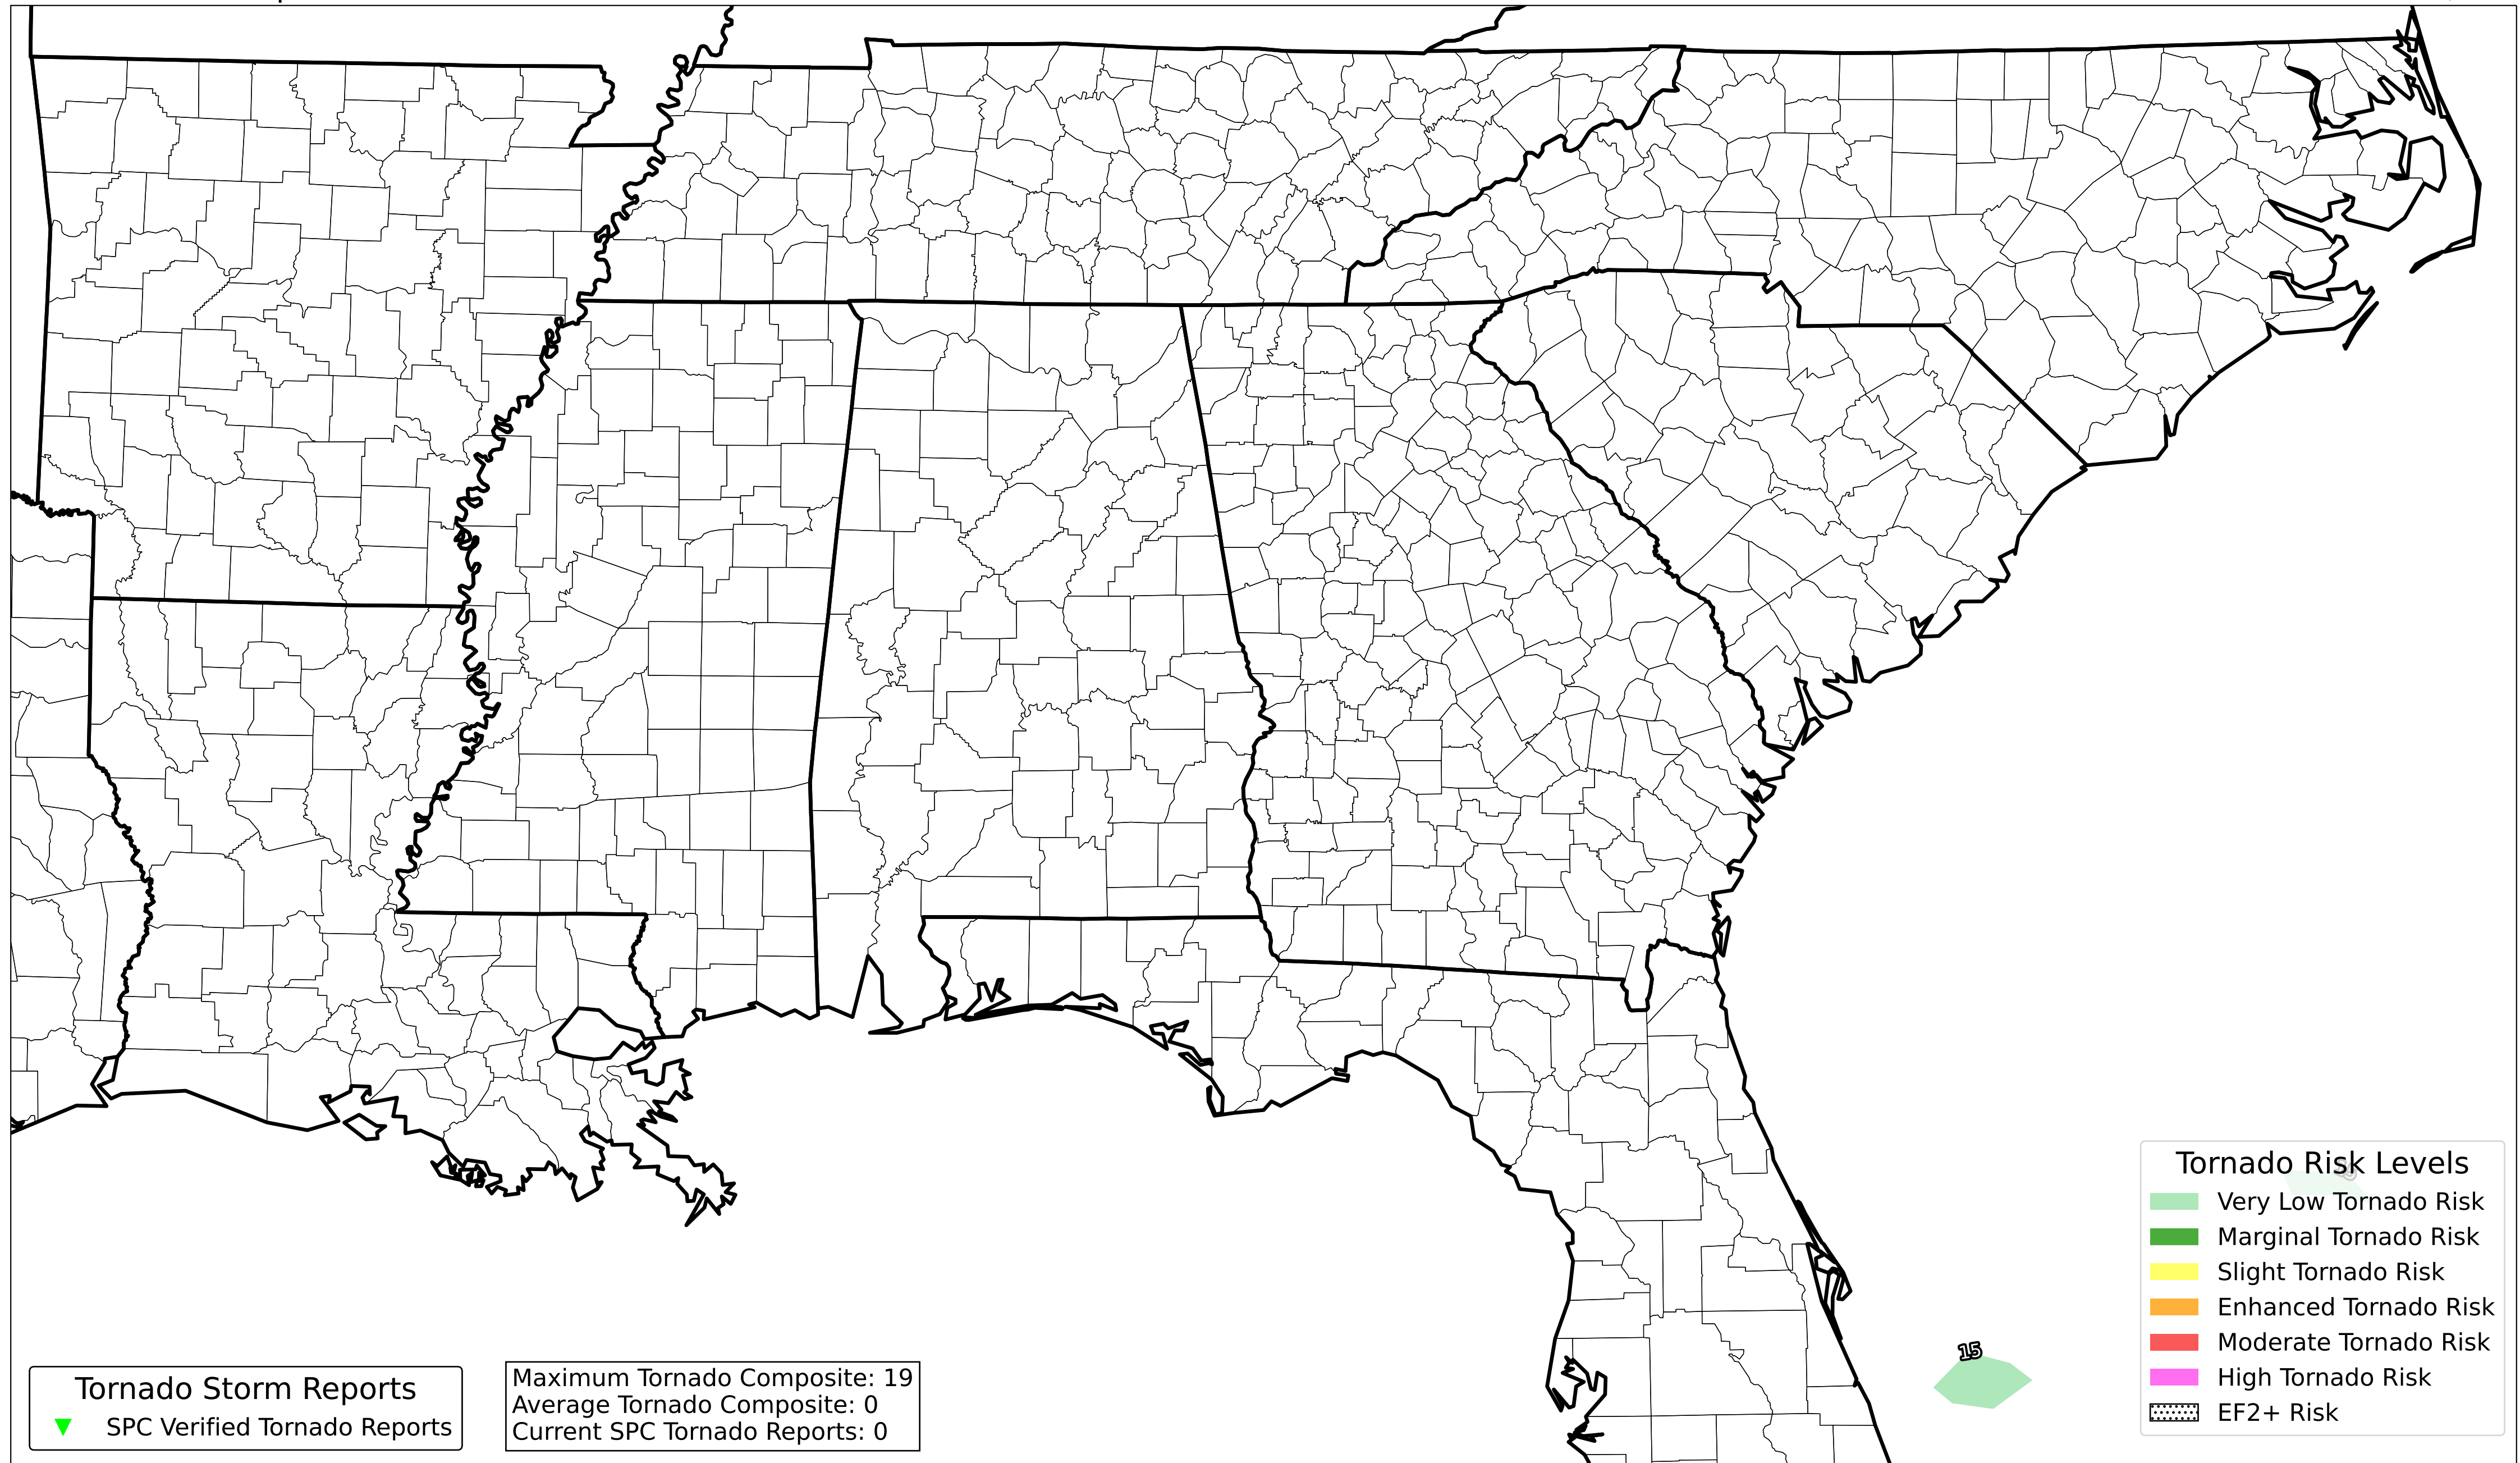 Tornado Risk Levels
Very Low Tornado Risk
Marginal Tornado Risk
Slight Tornado Risk
Enhanced Tornado Risk
Moderate Tornado Risk
High Tornado Risk
EF2+ Risk
15
Tornado Storm Reports
SPC Verified Tornado Reports
Maximum Tornado Composite: 19
Average Tornado Composite: 0
Current SPC Tornado Reports: 0